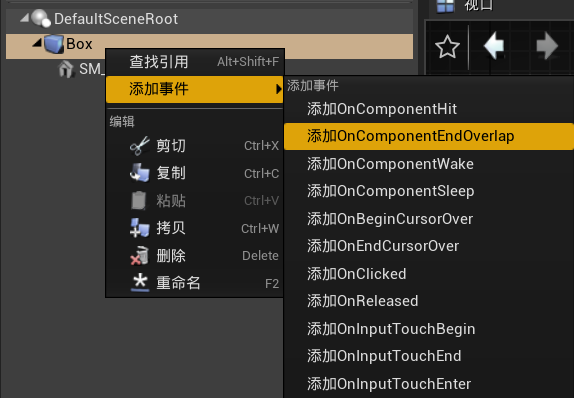 DefaultSceneRoot
视口
Box
SM_
查找引用 Alt+Shift+F
添加事件
编辑
剪切 Ctrl+X
复制 Ctrl+C
粘贴 Ctrl+V
拷贝 Ctrl+W
删除 Delete
重命名 F2
添加事件
添加OnComponentHit
添加OnComponentEndOverlap
添加OnComponentWake
添加OnComponentSleep
添加OnBeginCursorOver
添加OnEndCursorOver
添加OnClicked
添加OnReleased
添加OnInputTouchBegin
添加OnInputTouchEnd
添加OnInputTouchEnter